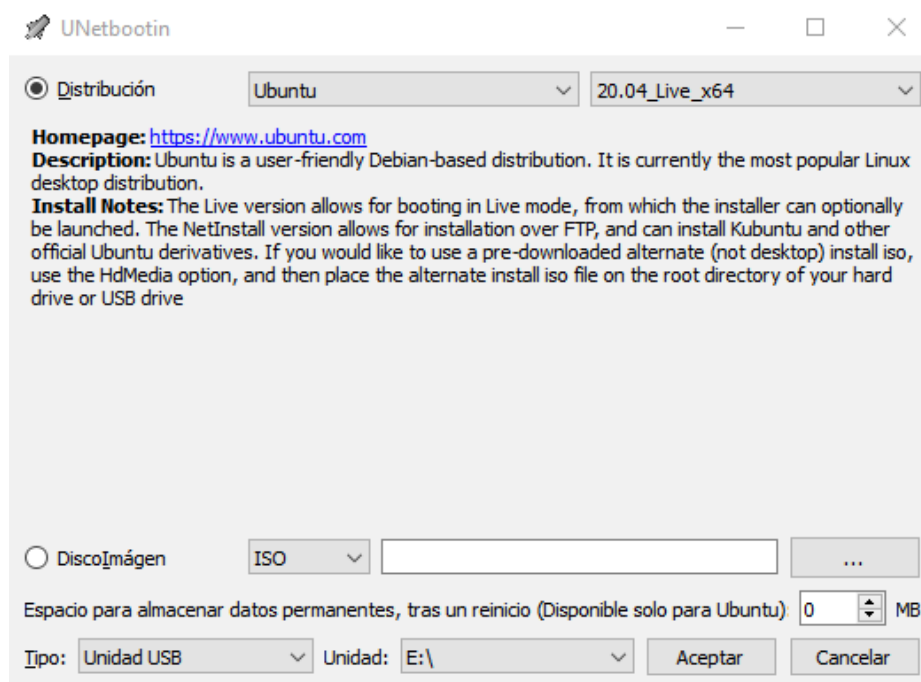 UNetbootin
Distribución Ubuntu 20.04_Live_x64
Homepage: https://www.ubuntu.com
Description: Ubuntu is a user-friendly Debian-based distribution. It is currently the most popular Linux
desktop distribution.
Install Notes: The Live version allows for booting in Live mode, from which the installer can optionally
be launched. The NetInstall version allows for installation over FTP, and can install Kubuntu and other
official Ubuntu derivatives. If you would like to use a pre-downloaded alternate (not desktop) install iso,
use the HdMedia option, and then place the alternate install iso file on the root directory of your hard
drive or USB drive
DiscoImágen ISO ...
Espacio para almacenar datos permanentes, tras un reinicio (Disponible solo para Ubuntu): 0 MB
Tipo: Unidad USB Unidad: E:\ Aceptar Cancelar